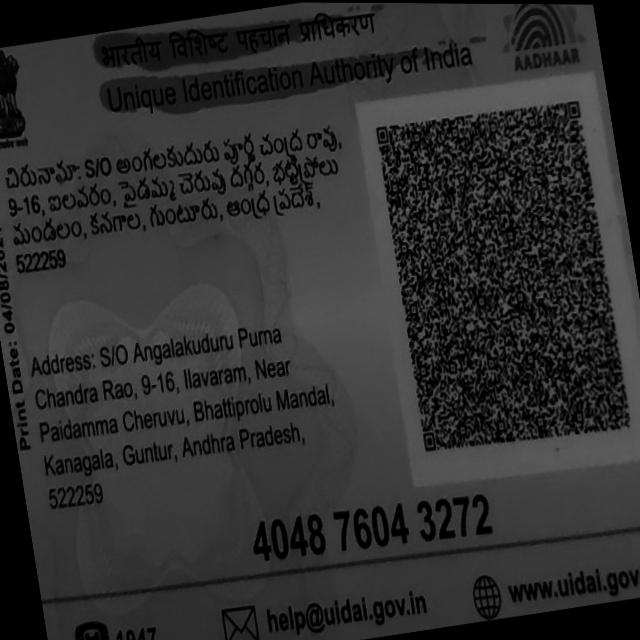 भारतीय विशिष्ट पहचान प्राधिकरण
Unique Identification Authority of India
AADHAAR
చిరునామా: S/O అంగలకుదురు పూర్ణ చంద్ర రావు,
9-16, ఐలవరం, పైడమ్మ చెరువు దగ్గర, భట్టిప్రోలు
మండలం, కనగాల, గుంటూరు, ఆంధ్ర ప్రదేశ్,
522259
Print Date: 04/08/202
Address: S/O Angalakuduru Purna
Chandra Rao, 9-16, Ilavaram, Near
Paidamma Cheruvu, Bhattiprolu Mandal,
Kanagala, Guntur, Andhra Pradesh,
522259
4048 7604 3272
1947
help@uidai.gov.in
www.uidai.gov